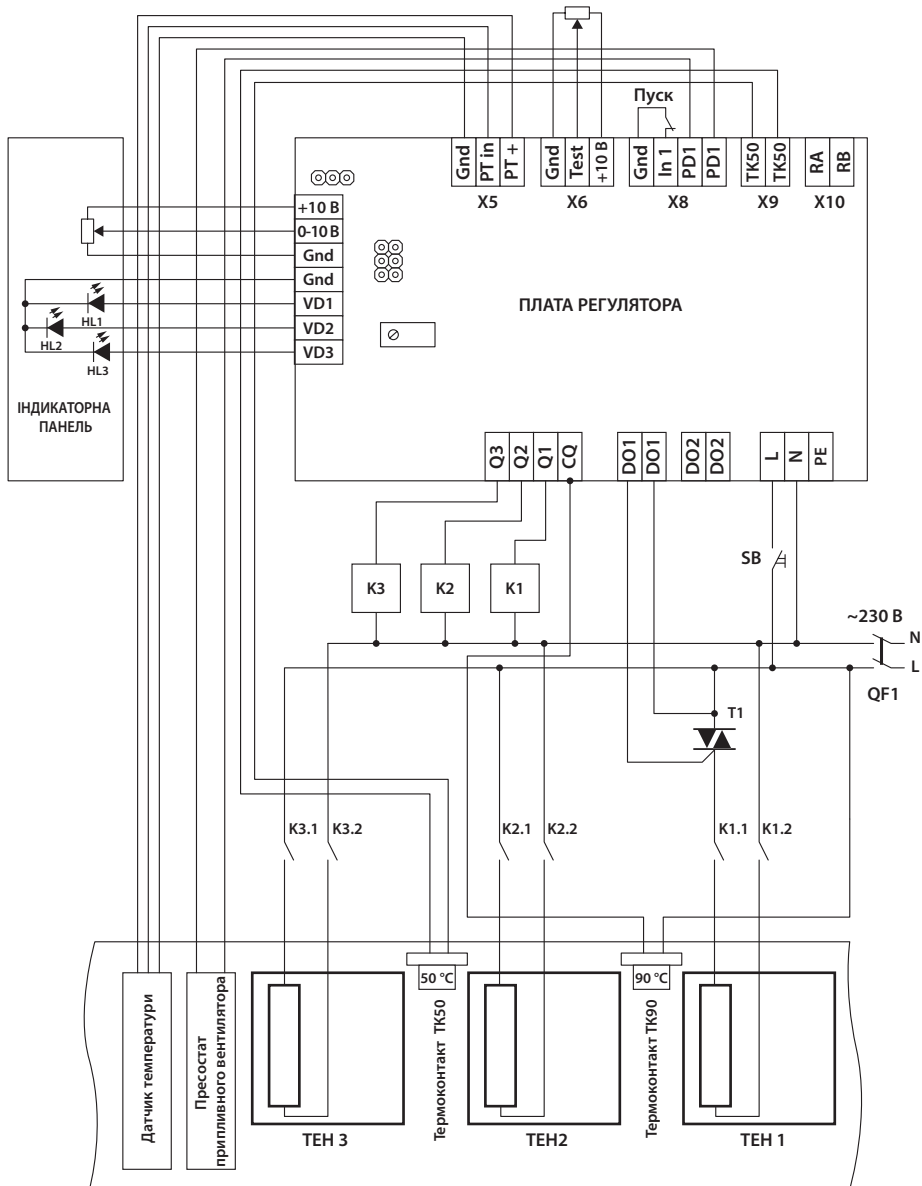 Пуск
Gnd
PT in
PT +
X5
Gnd
Test
+10 В
X6
Gnd
In 1
PD1
PD1
X8
TK50
TK50
X9
RA
RB
X10
+10 В
0-10 В
Gnd
Gnd
VD1
VD2
VD3
HL1
HL2
HL3
ІНДИКАТОРНА
ПАНЕЛЬ
ПЛАТА РЕГУЛЯТОРА
Q3
Q2
Q1
CQ
DO1
DO1
DO2
DO2
L
N
PE
SB
K3
K2
K1
~230 В
N
L
QF1
T1
K3.1
K3.2
K2.1
K2.2
K1.1
K1.2
Датчик температури
Пресостат
припливного вентилятора
ТЕН 3
50 °C
Термоконтакт ТК50
ТЕН2
90 °C
Термоконтакт ТК90
ТЕН 1